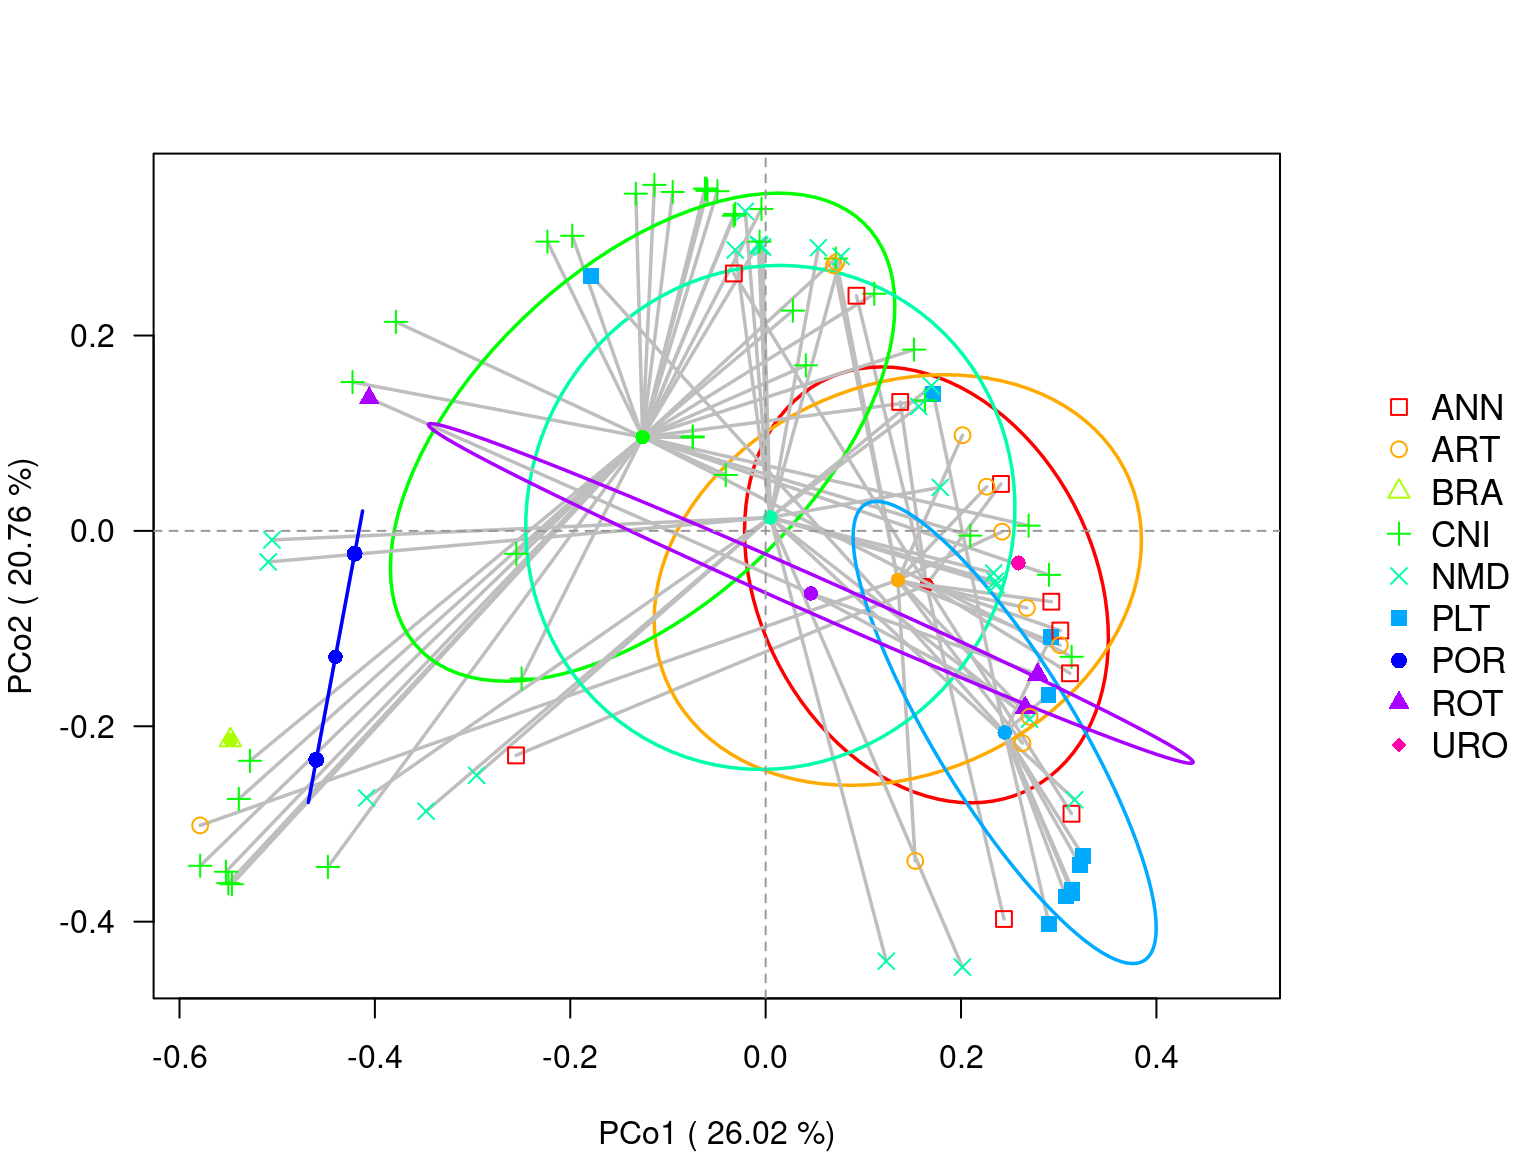 0.2
0.0
-0.2
-0.4
PCo2 ( 20.76 %)
-0.6
-0.4
-0.2
0.0
0.2
0.4
PCo1 ( 26.02 %)
ANN
ART
BRA
CNI
NMD
PLT
POR
ROT
URO